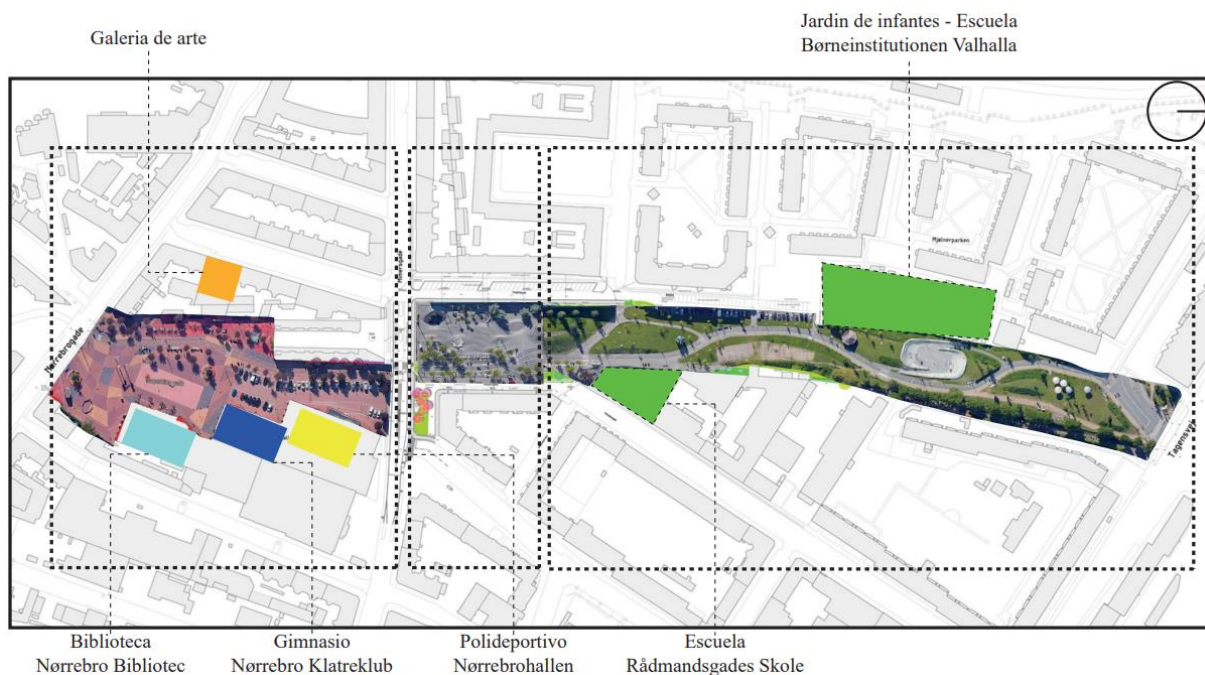 Galeria de arte
Jardin de infantes - Escuela
Børneinstitutionen Valhalla
Mjølnerparken
Nørrebrogade
Tagensvej
Biblioteca
Nørrebro Bibliotec
Gimnasio
Nørrebro Klatreklub
Polideportivo
Nørrebrohallen
Escuela
Rådmandsgades Skole